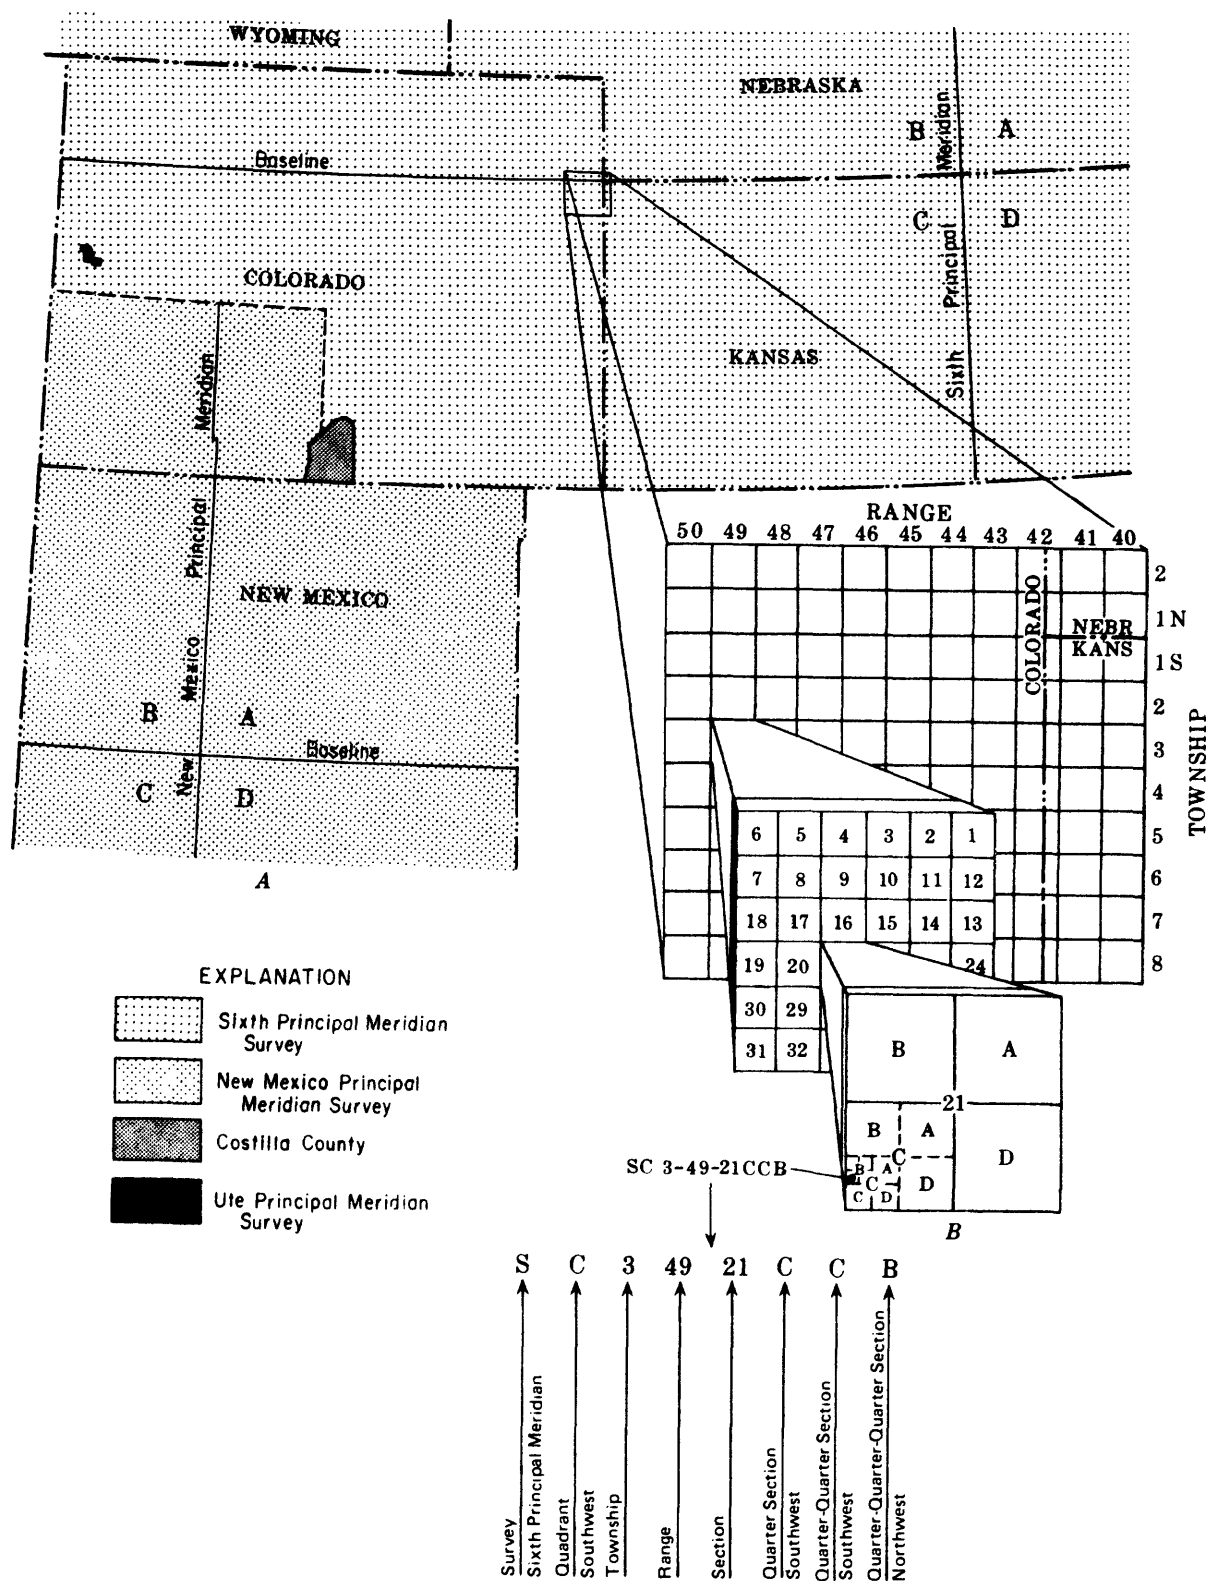 WYOMING
NEBRASKA
B A
Meridian
Baseline
C D
Principal
COLORADO
KANSAS
Sixth
Meridian
Principal
NEW MEXICO
Mexico
B A
Baseline
New
C D
A
RANGE
50 49 48 47 46 45 44 43 42 41 40
2
1 N
COLORADO
NEBR
KANS
1 S
2
3
4
5
6
7
8
TOWNSHIP
6 5 4 3 2 1
7 8 9 10 11 12
18 17 16 15 14 13
19 20 24
30 29
31 32
B A
21
B A
C
D
D
B A
C
C D
SC 3-49-21CCB
B
EXPLANATION
Sixth Principal Meridian
Survey
New Mexico Principal
Meridian Survey
Costilla County
Ute Principal Meridian
Survey
S C 3 49 21 C C B
Survey
Sixth Principal Meridian
Quadrant
Southwest
Township
Range
Section
Quarter Section
Southwest
Quarter-Quarter Section
Southwest
Quarter-Quarter-Quarter Section
Northwest